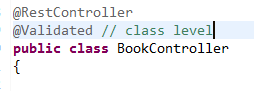 @RestController
@Validated // class level
public class BookController
{